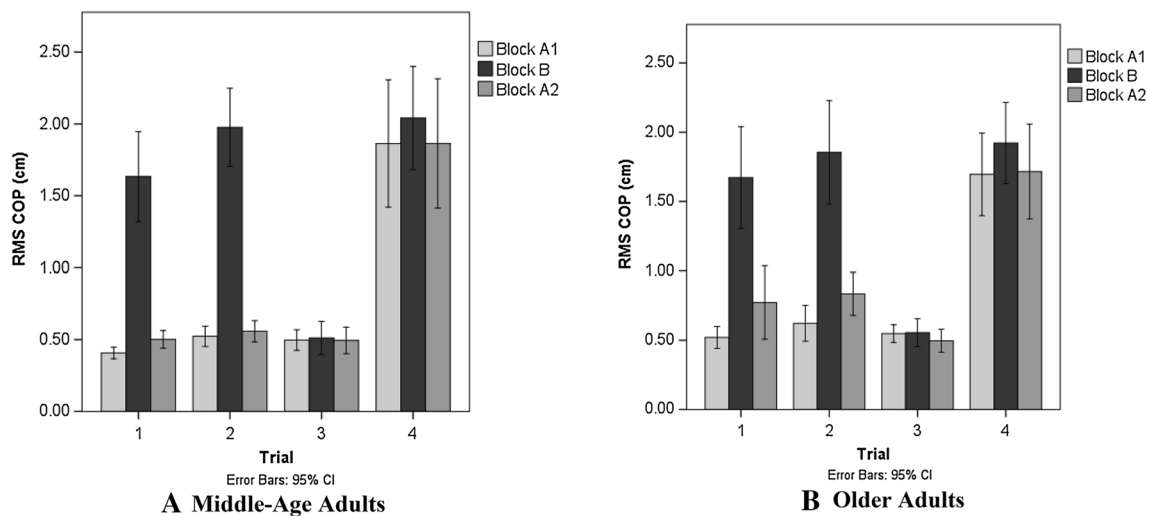 2.50
2.00
1.50
1.00
0.50
0.00
RMS COP (cm)
1 2 3 4
Trial
Error Bars: 95% CI
Block A1
Block B
Block A2
A Middle-Age Adults
2.50
2.00
1.50
1.00
0.50
0.00
RMS COP (cm)
1 2 3 4
Trial
Error Bars: 95% CI
Block A1
Block B
Block A2
B Older Adults